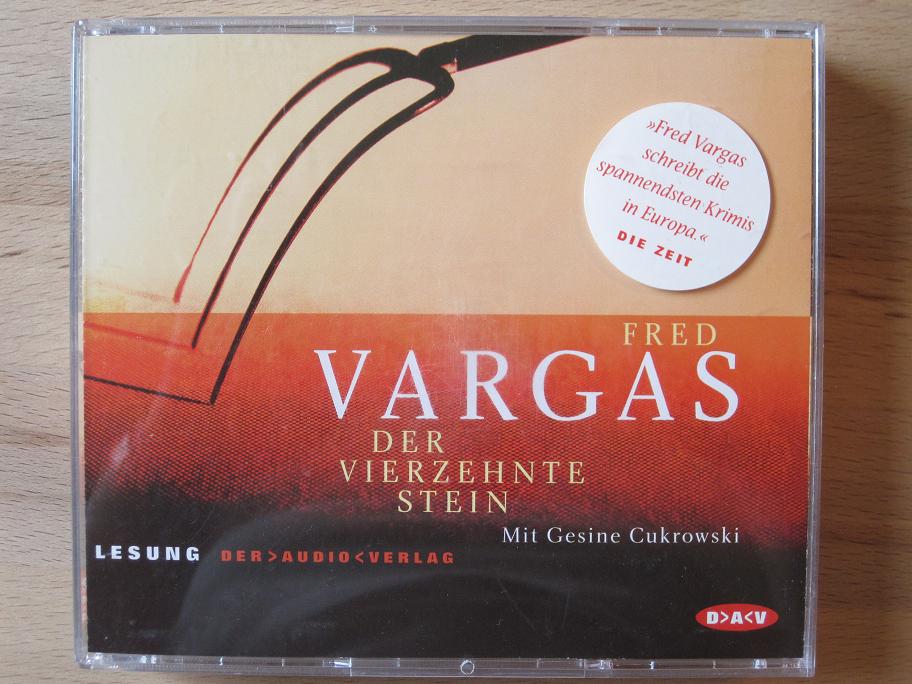 »Fred Vargas
schreibt die
spannendsten Krimis
in Europa.«
DIE ZEIT
FRED
VARGAS
DER
VIERZEHNTE
STEIN
Mit Gesine Cukrowski
LESUNG DER>AUDIO<VERLAG
D>A<V